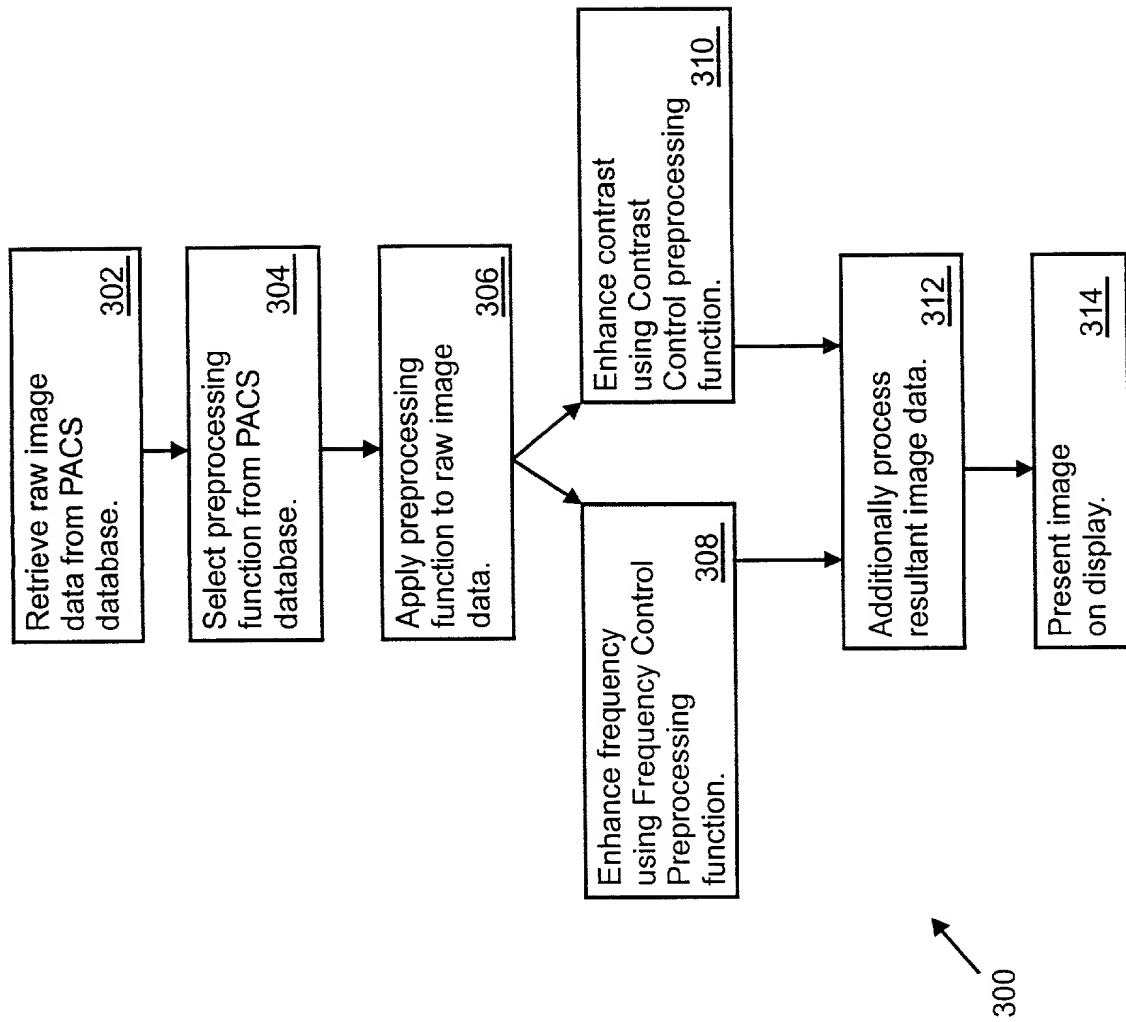 Retrieve raw image
data from PACS
database.
302
Select preprocessing
function from PACS
database.
304
Apply preprocessing
function to raw image
data.
306
Enhance frequency
using Frequency Control
Preprocessing
function.
308
Enhance contrast
using Contrast
Control preprocessing
function.
310
Additionally process
resultant image data.
312
Present image
on display.
314
300